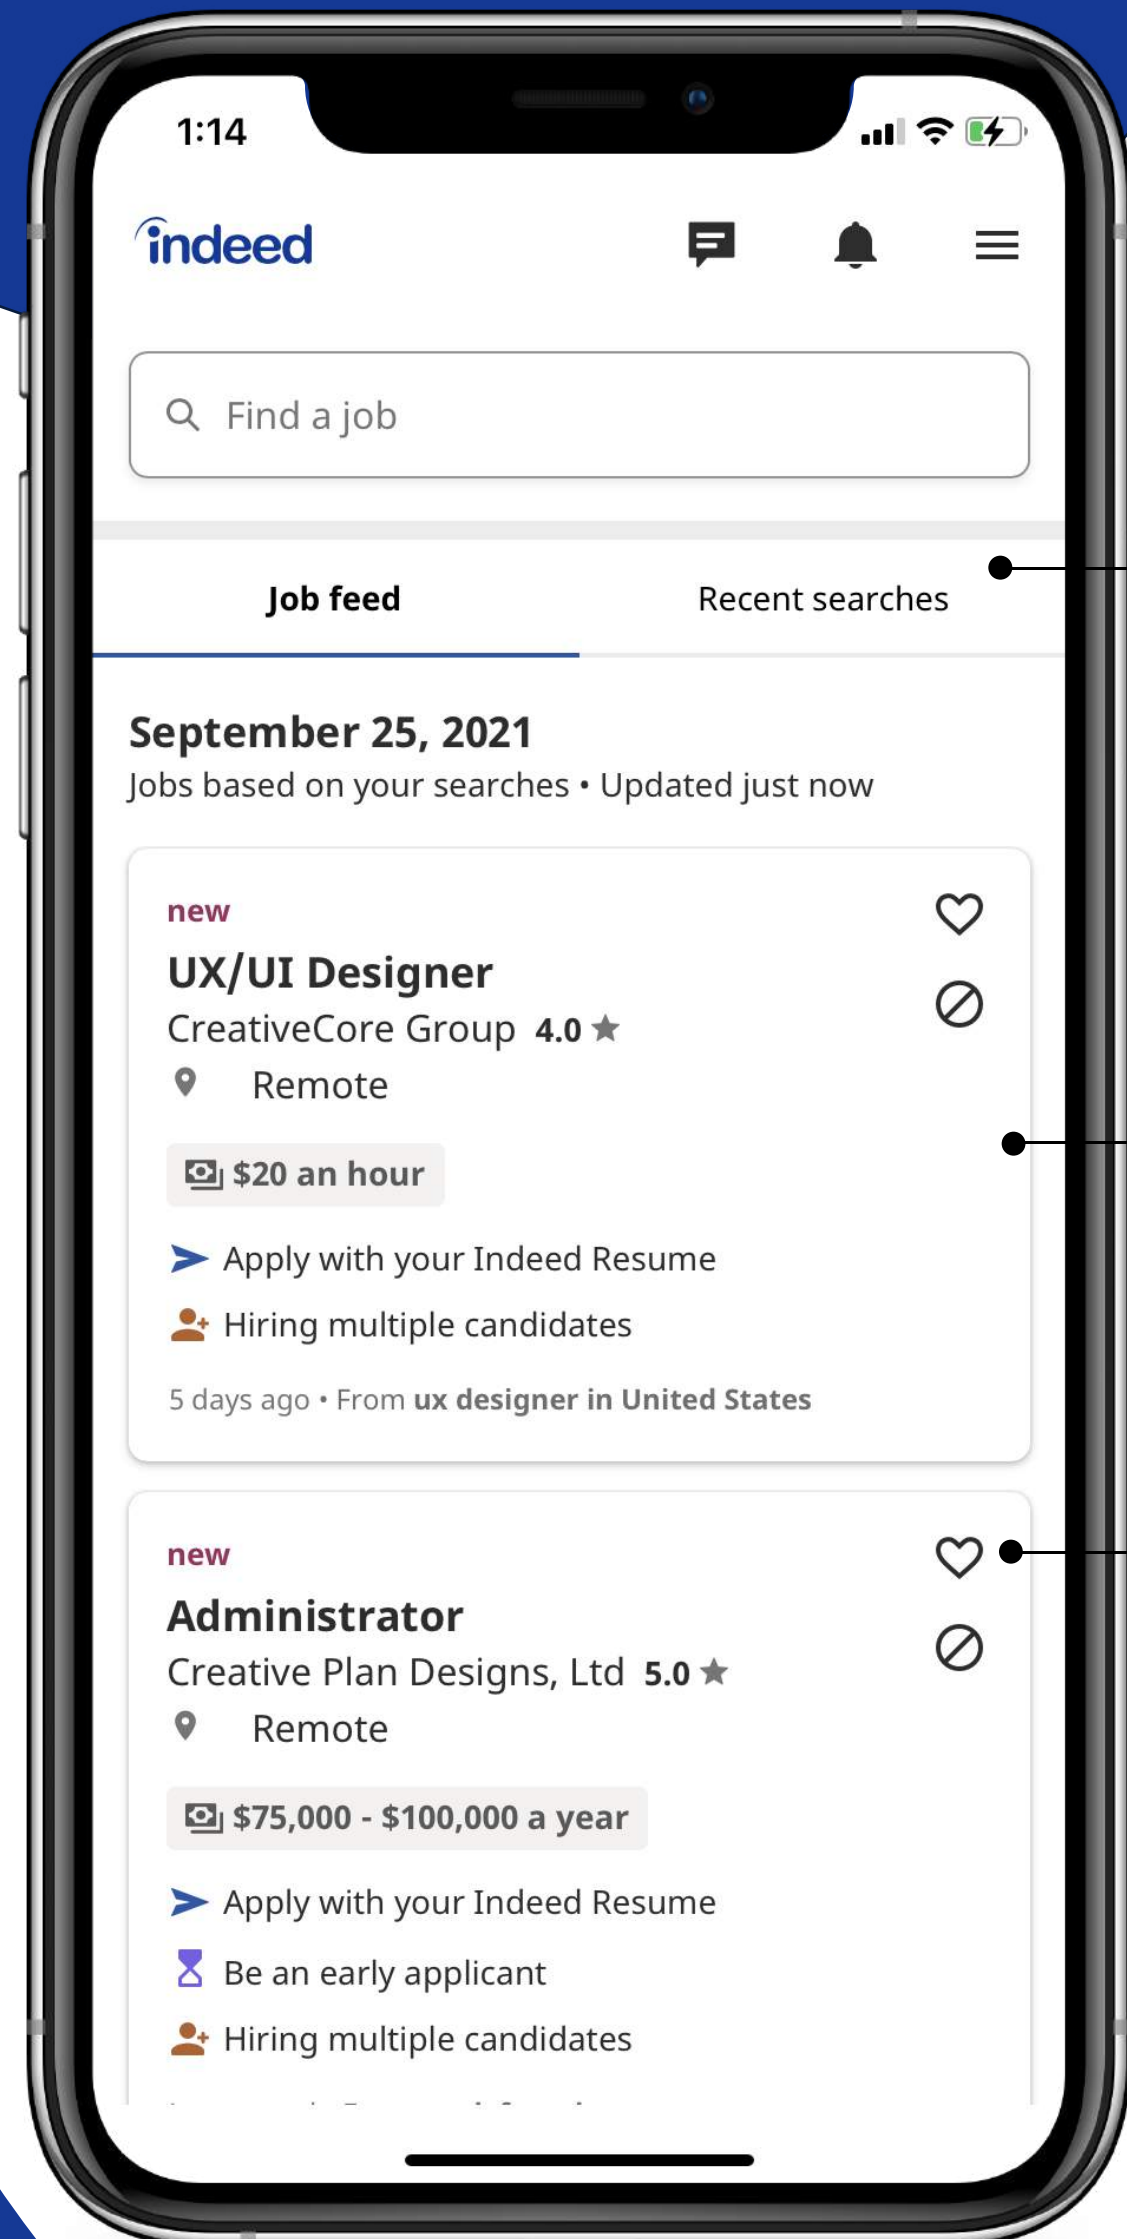 1:14
indeed
Find a job
Job feed
Recent searches
September 25, 2021
Jobs based on your searches • Updated just now
new
UX/UI Designer
CreativeCore Group 4.0
Remote
$20 an hour
Apply with your Indeed Resume
Hiring multiple candidates
5 days ago • From ux designer in United States
new
Administrator
Creative Plan Designs, Ltd 5.0
Remote
$75,000 - $100,000 a year
Apply with your Indeed Resume
Be an early applicant
Hiring multiple candidates